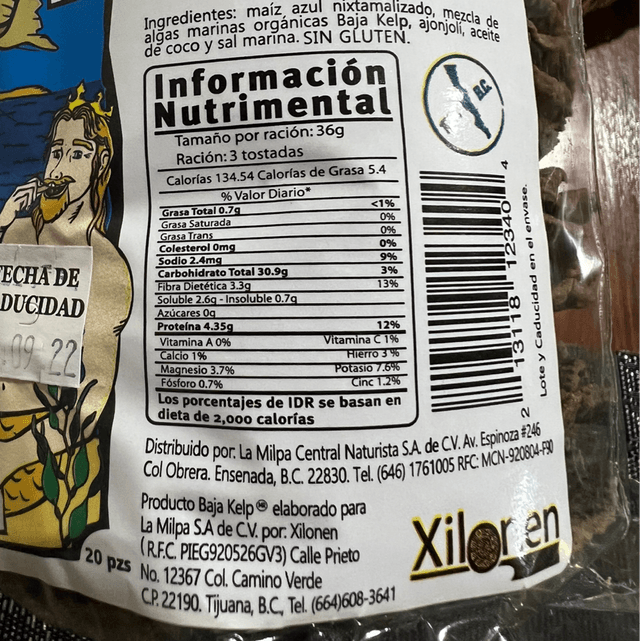 Ingredientes: maíz azul nixtamalizado, mezcla de
algas marinas orgánicas Baja Kelp, ajonjolí, aceite
de coco y sal marina. SIN GLUTEN.
Información
Nutrimental
Tamaño por ración: 36g
Ración: 3 tostadas
Calorías 134.54 Calorías de Grasa 5.4
% Valor Diario*
Grasa Total 0.7g <1%
Grasa Saturada 0%
Grasa Trans 0%
Colesterol 0mg 0%
Sodio 2.4mg 9%
Carbohidrato Total 30.9g 3%
Fibra Dietética 3.3g 13%
Soluble 2.6g - Insoluble 0.7g
Azúcares 0g
Proteína 4.35g 12%
Vitamina A 0% Vitamina C 1%
Calcio 1% Hierro 3%
Magnesio 3.7% Potasio 7.6%
Fósforo 0.7% Cinc 1.2%
Los porcentajes de IDR se basan en
dieta de 2,000 calorías
B.C.
2 13118 12340 4
Lote y Caducidad en el envase.
FECHA DE
DUCIDAD
.09 22
Distribuido por: La Milpa Central Naturista S.A. de C.V. Av. Espinoza #246
Col Obrera. Ensenada, B.C. 22830. Tel. (646) 1761005 RFC: MCN-920804-F90
Producto Baja Kelp elaborado para
La Milpa S.A de C.V. por: Xilonen
(R.F.C. PIEG920526GV3) Calle Prieto
No. 12367 Col. Camino Verde
C.P. 22190. Tijuana, B.C., Tel. (664)608-3641
20 pzs
Xilonen